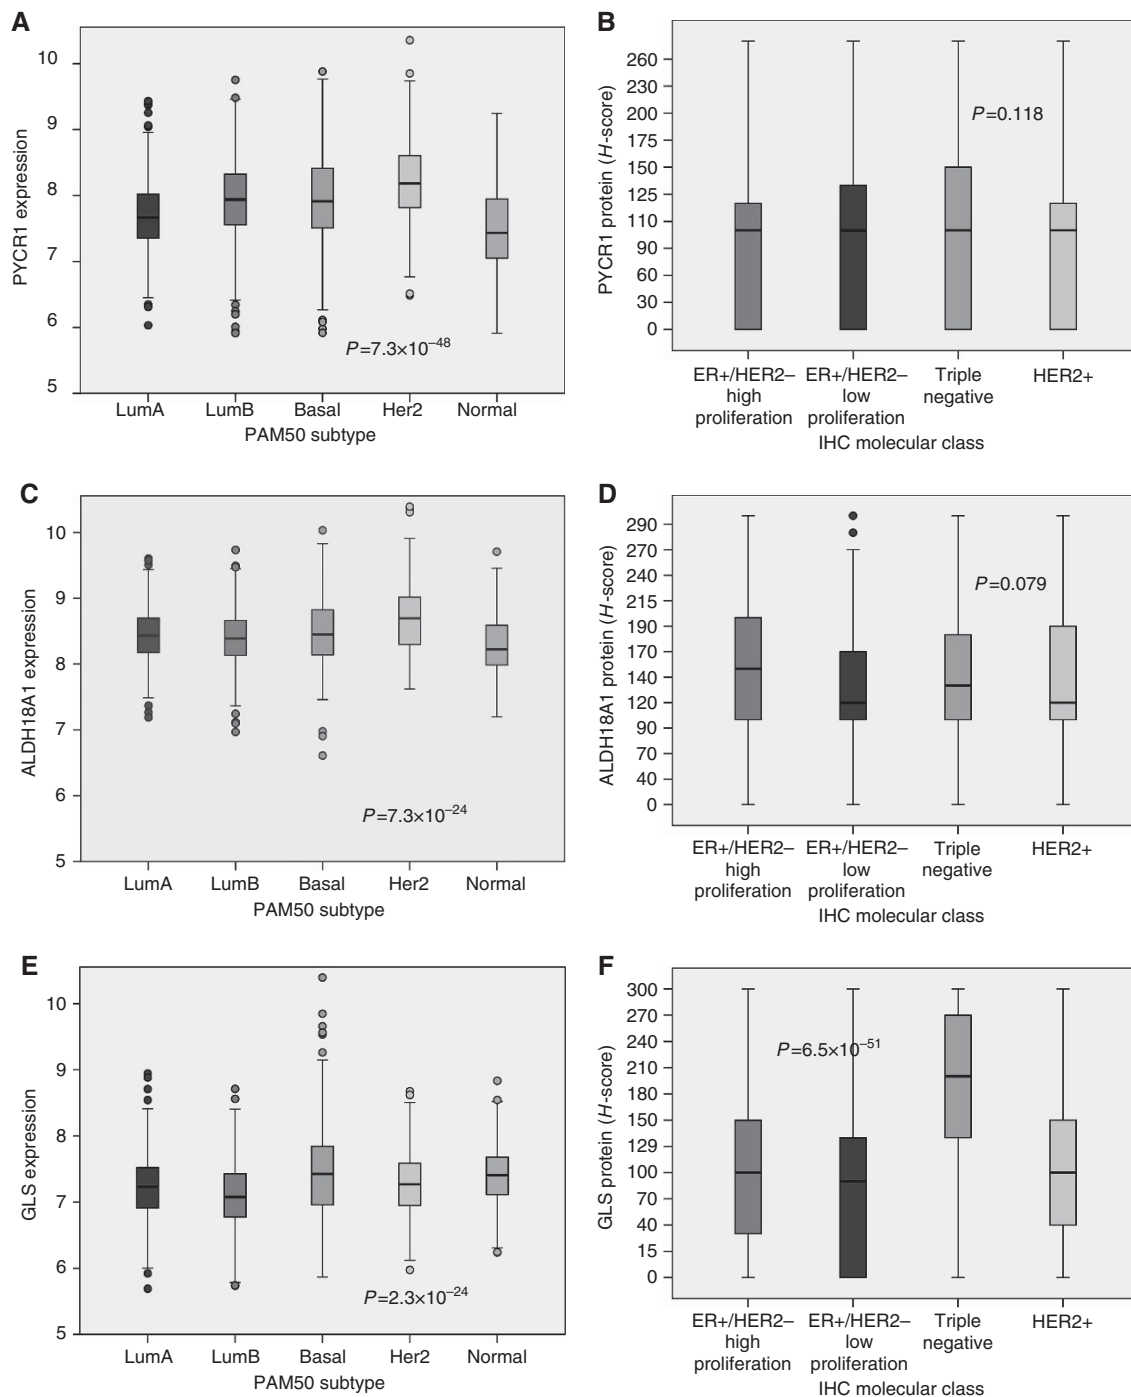 A
PYCR1 expression
10
9
8
7
6
5
P=7.3×10–48
LumA LumB Basal Her2 Normal
PAM50 subtype
B
PYCR1 protein (H-score)
260
230
200
175
150
125
110
90
60
30
0
P=0.118
ER+/HER2– high proliferation
ER+/HER2– low proliferation
Triple negative
HER2+
IHC molecular class
C
ALDH18A1 expression
10
9
8
7
6
5
P=7.3×10–24
LumA LumB Basal Her2 Normal
PAM50 subtype
D
ALDH18A1 protein (H-score)
290
270
240
215
190
170
140
120
90
70
40
0
P=0.079
ER+/HER2– high proliferation
ER+/HER2– low proliferation
Triple negative
HER2+
IHC molecular class
E
GLS expression
10
9
8
7
6
5
P=2.3×10–24
LumA LumB Basal Her2 Normal
PAM50 subtype
F
GLS protein (H-score)
300
270
240
210
180
150
129
100
70
40
15
0
P=6.5×10–51
ER+/HER2– high proliferation
ER+/HER2– low proliferation
Triple negative
HER2+
IHC molecular class